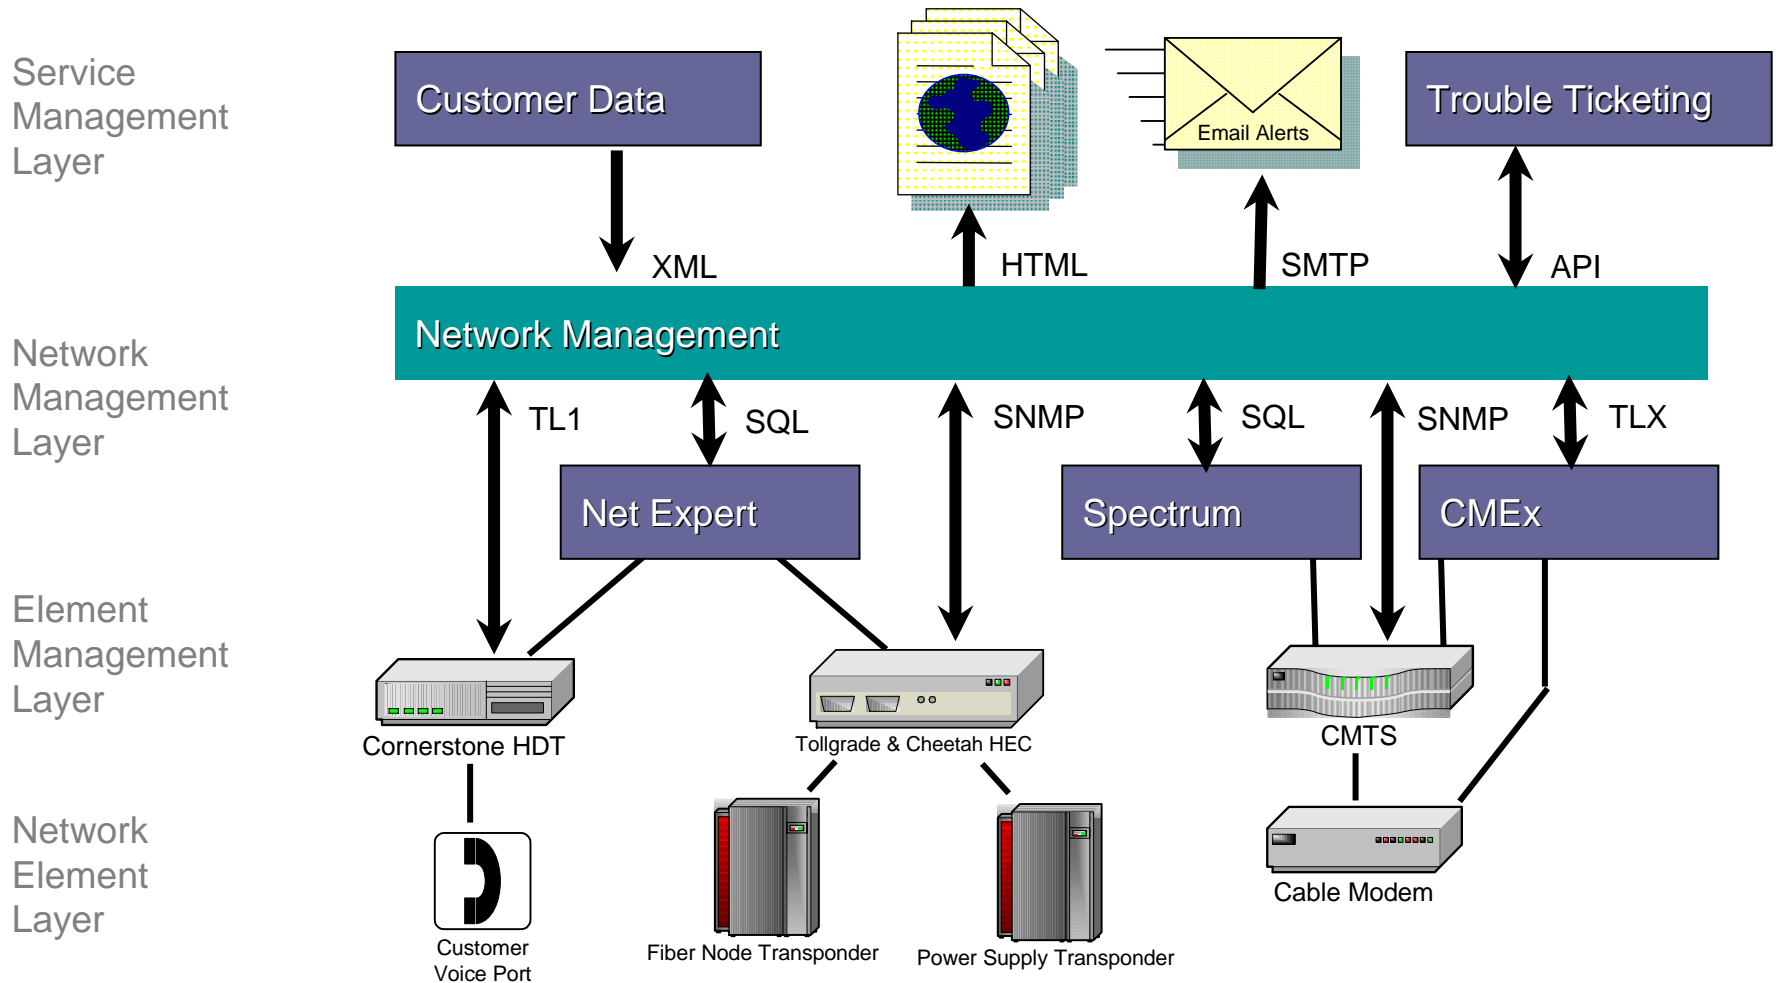 Service
Management
Layer
Customer Data
Email Alerts
Trouble Ticketing
XML
HTML
SMTP
API
Network
Management
Layer
Network Management
TL1
SQL
SNMP
SQL
SNMP
TLX
Net Expert
Spectrum
CMEx
Element
Management
Layer
Cornerstone HDT
Tollgrade & Cheetah HEC
CMTS
Network
Element
Layer
Customer
Voice Port
Fiber Node Transponder
Power Supply Transponder
Cable Modem